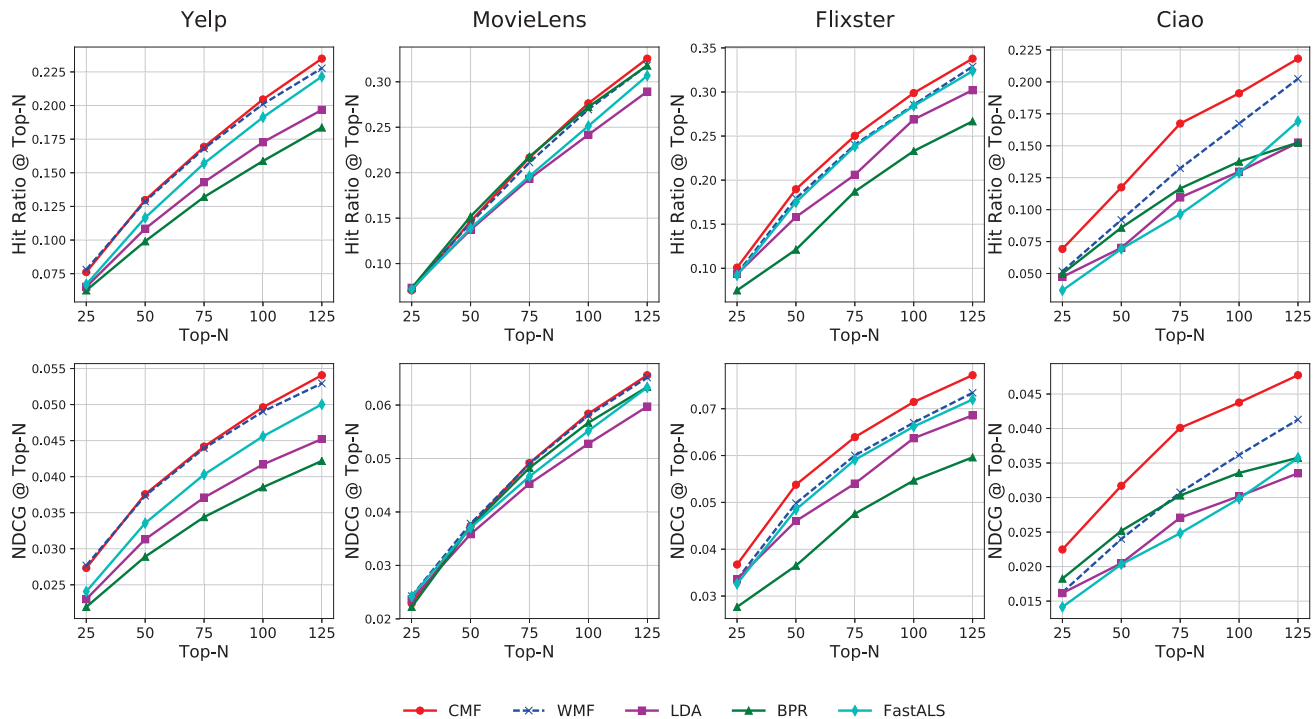 Yelp
MovieLens
Flixster
Ciao
Hit Ratio @ Top-N
0.225
0.200
0.175
0.150
0.125
0.100
0.075
25 50 75 100 125
Top-N
Hit Ratio @ Top-N
0.30
0.25
0.20
0.15
0.10
25 50 75 100 125
Top-N
Hit Ratio @ Top-N
0.35
0.30
0.25
0.20
0.15
0.10
25 50 75 100 125
Top-N
Hit Ratio @ Top-N
0.225
0.200
0.175
0.150
0.125
0.100
0.075
0.050
25 50 75 100 125
Top-N
NDCG @ Top-N
0.055
0.050
0.045
0.040
0.035
0.030
0.025
25 50 75 100 125
Top-N
NDCG @ Top-N
0.06
0.05
0.04
0.03
0.02
25 50 75 100 125
Top-N
NDCG @ Top-N
0.07
0.06
0.05
0.04
0.03
25 50 75 100 125
Top-N
NDCG @ Top-N
0.045
0.040
0.035
0.030
0.025
0.020
0.015
25 50 75 100 125
Top-N
CMF WMF LDA BPR FastALS